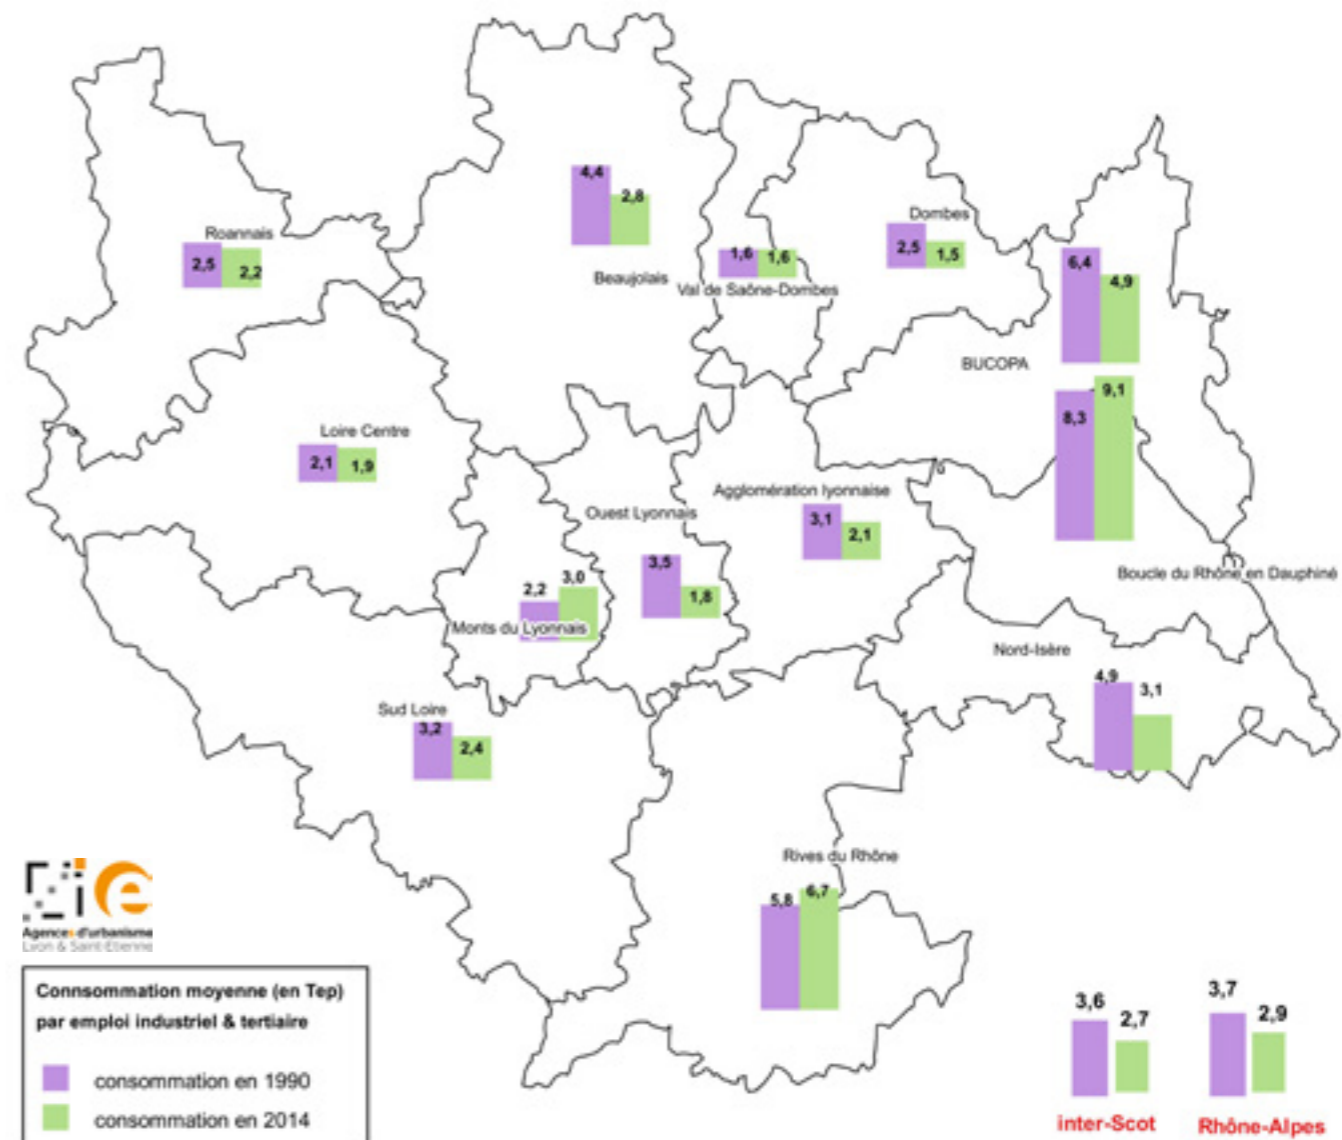 4,4
2,8
Beaujolais
Roannais
2,5
2,2
1,6
1,6
Val de Saône-Dombes
Dombes
2,5
1,5
6,4
4,9
BUCOPA
8,3
9,1
Boucle du Rhône en Dauphiné
Loire Centre
2,1
1,9
Agglomération lyonnaise
3,1
2,1
Ouest Lyonnais
3,5
1,8
2,2
3,0
Monts du Lyonnais
Nord-Isère
4,9
3,1
Sud Loire
3,2
2,4
Rives du Rhône
5,8
6,7
Agences d'urbanisme
Lyon & Saint-Etienne
Connsommation moyenne (en Tep)
par emploi industriel & tertiaire
consommation en 1990
consommation en 2014
3,6
2,7
inter-Scot
3,7
2,9
Rhône-Alpes